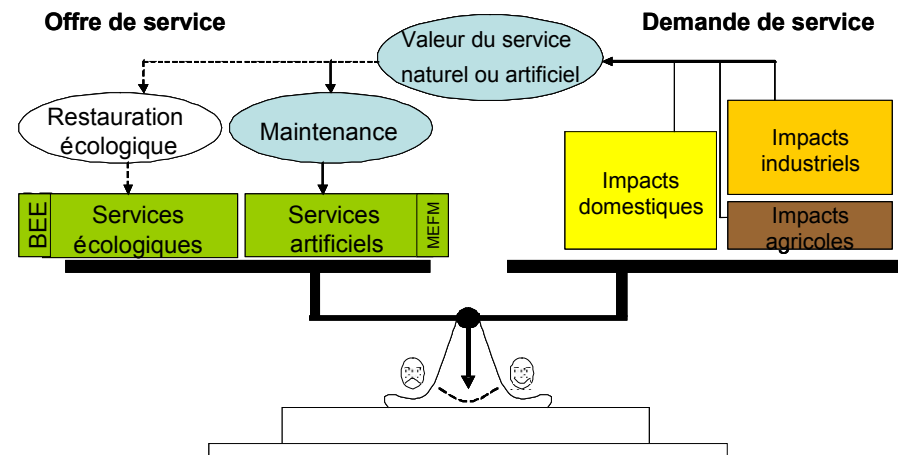 Offre de service
Demande de service
Valeur du service
naturel ou artificiel
Restauration
écologique
Maintenance
Impacts
domestiques
Impacts
industriels
Impacts
agricoles
BEE
Services
écologiques
Services
artificiels
MEFM